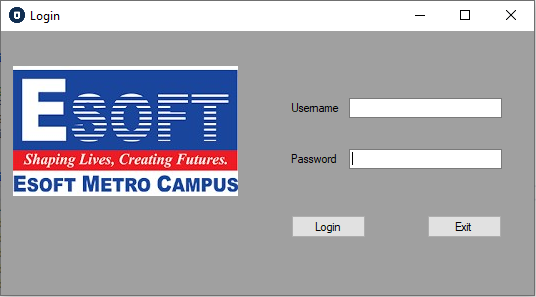 Login
ESOFT
Shaping Lives, Creating Futures.
ESOFT METRO CAMPUS
Username
Password
Login
Exit